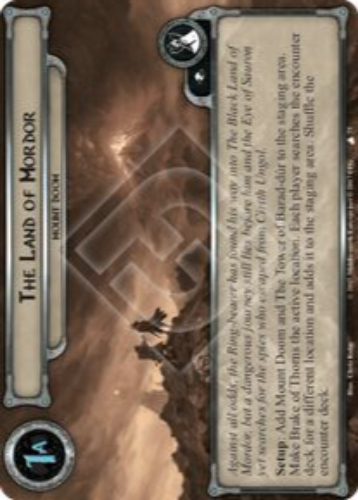 1A
THE LAND OF MORDOR
MOUNT DOOM
Against all odds, the Ring-bearer has found his way into The Black Land of
Mordor, but a dangerous journey still lies before him and the Eye of Sauron
yet searches for the spies who escaped from Cirith Ungol.
Setup: Add Mount Doom and The Tower of Barad-dûr to the staging area.
Make Brake of Thorns the active location. Each player searches the encounter
deck for a different location and adds it to the staging area. Shuffle the
encounter deck.
Illus. Chris Rahn